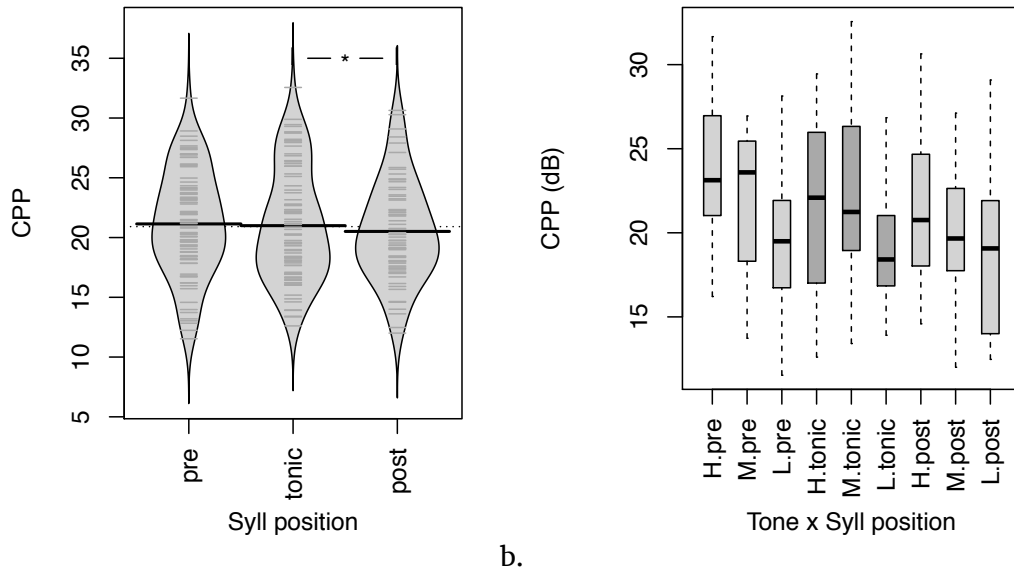 CPP
5
10
15
20
25
30
35
*
pre
tonic
post
Syll position
CPP (dB)
15
20
25
30
H.pre
M.pre
L.pre
H.tonic
M.tonic
L.tonic
H.post
M.post
L.post
Tone x Syll position
b.